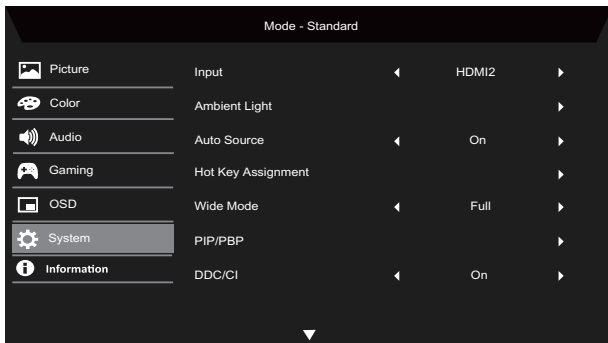 Mode - Standard
Picture
Color
Audio
Gaming
OSD
System
Information
Input HDMI2
Ambient Light
Auto Source On
Hot Key Assignment
Wide Mode Full
PIP/PBP
DDC/CI On